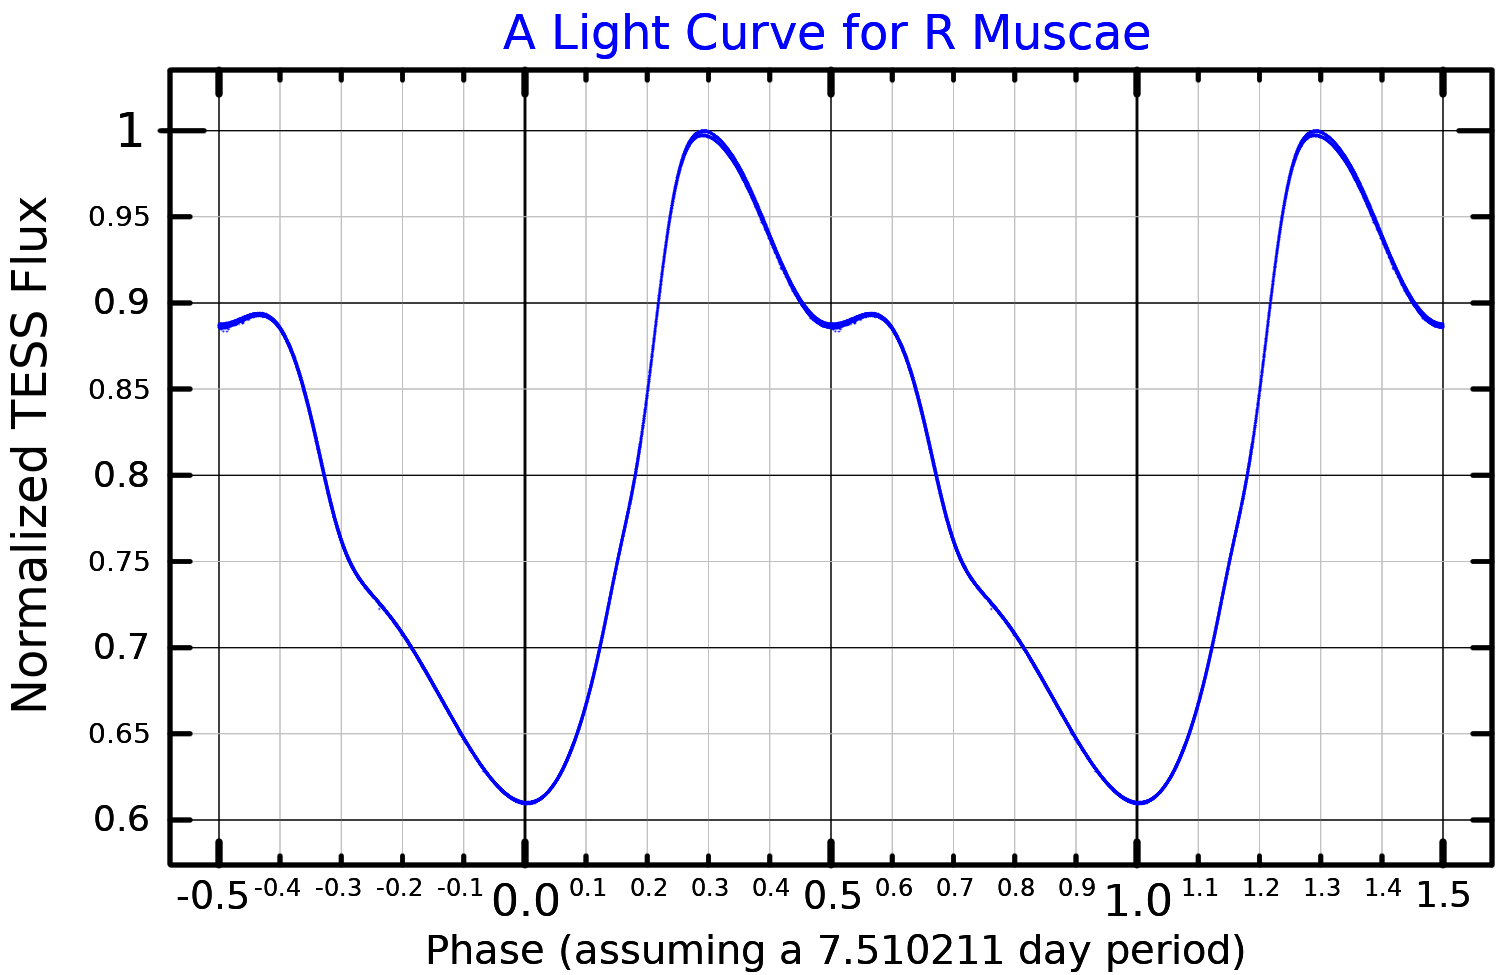 A Light Curve for R Muscae
Normalized TESS Flux
1
0.95
0.9
0.85
0.8
0.75
0.7
0.65
0.6
-0.5 -0.4 -0.3 -0.2 -0.1 0.0 0.1 0.2 0.3 0.4 0.5 0.6 0.7 0.8 0.9 1.0 1.1 1.2 1.3 1.4 1.5
Phase (assuming a 7.510211 day period)